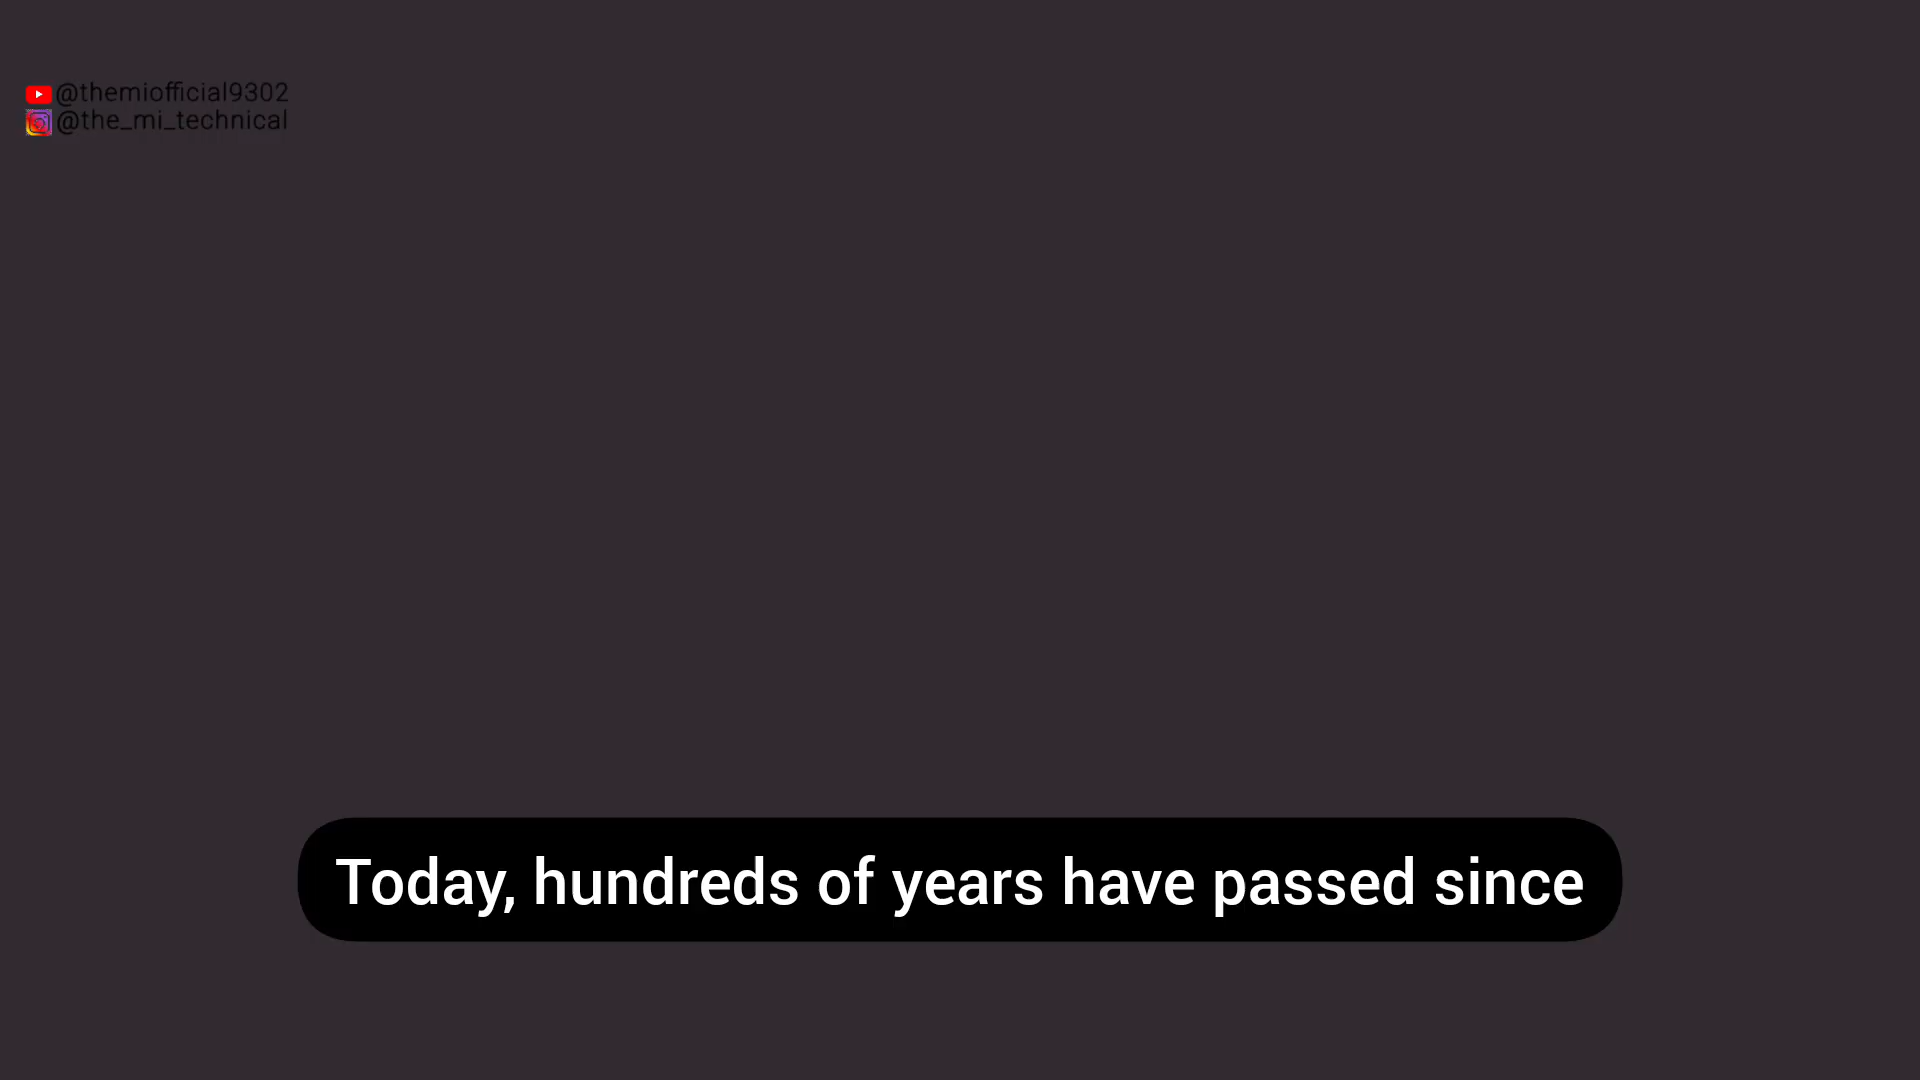 @themiofficial9302
@the_mi_technical
Today, hundreds of years have passed since